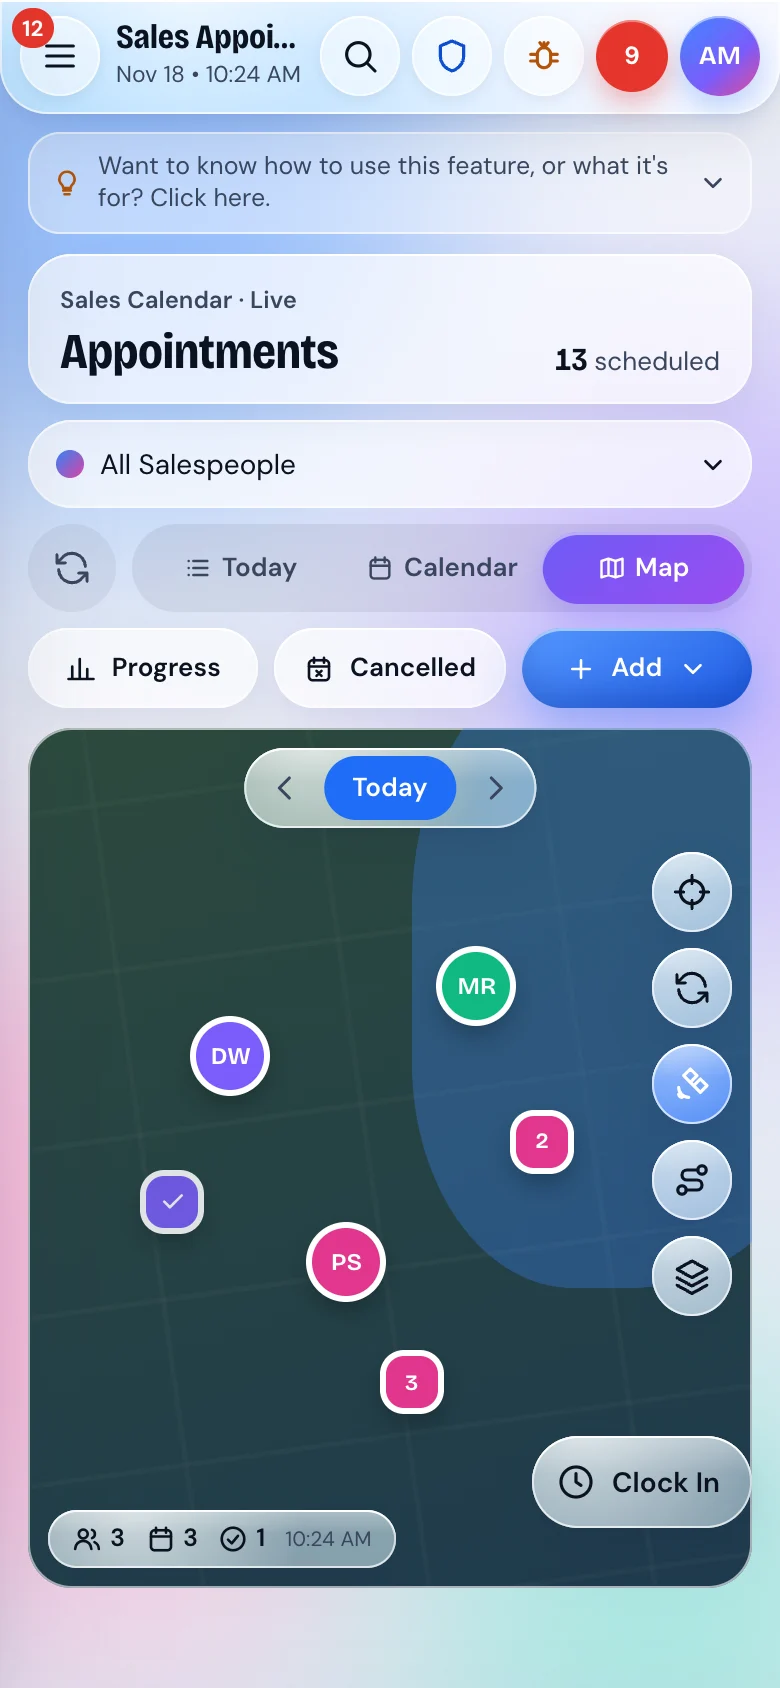 12
Sales Appoi...
Nov 18 • 10:24 AM
9
AM
Want to know how to use this feature, or what it's
for? Click here.
Sales Calendar · Live
Appointments
13 scheduled
All Salespeople
Today
Calendar
Map
Progress
Cancelled
Add
Today
MR
DW
2
PS
3
Clock In
3 3 1 10:24 AM